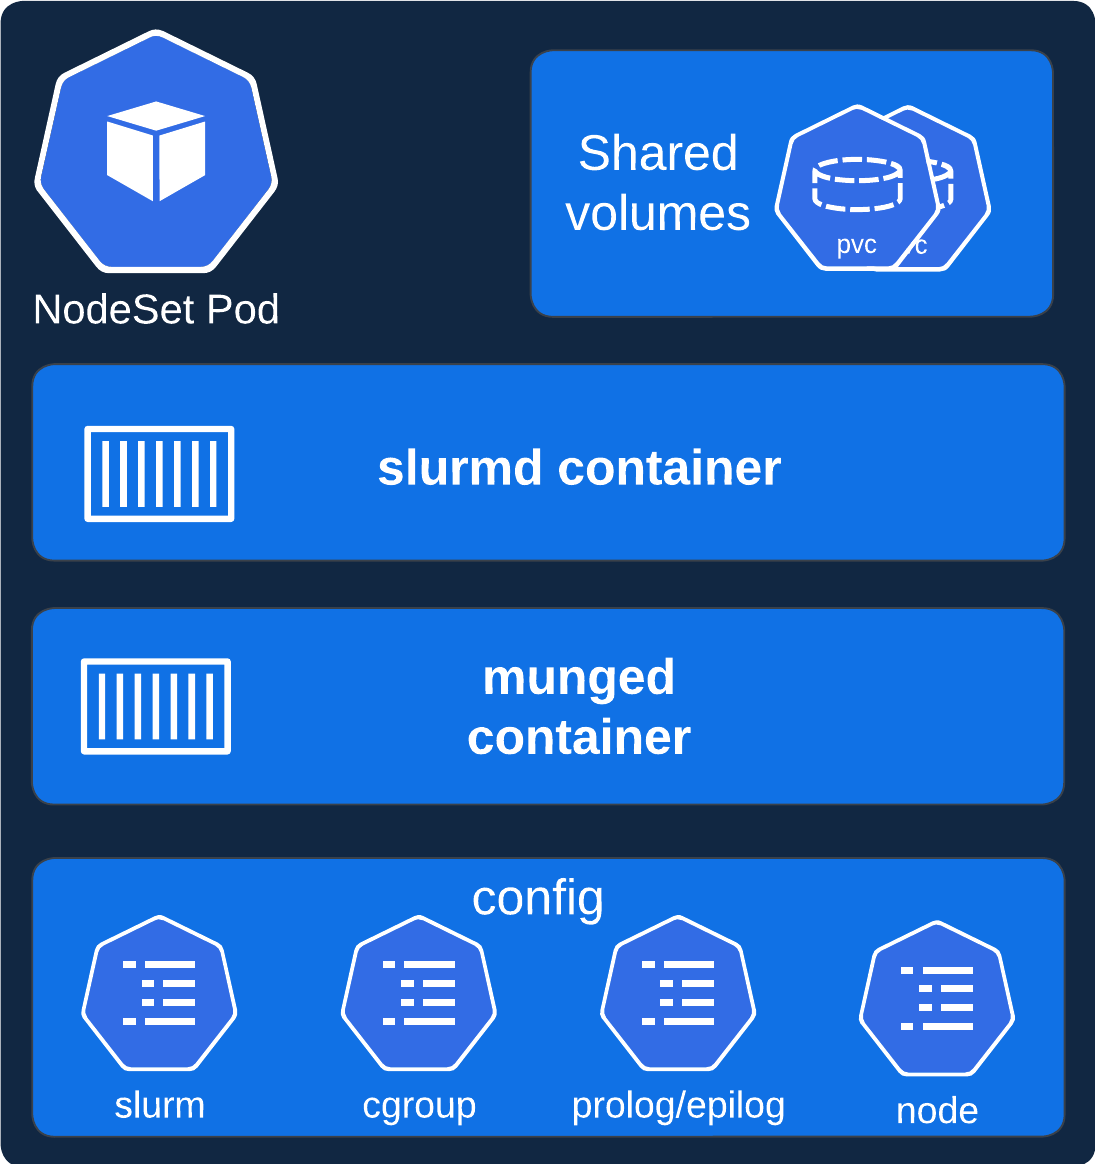 NodeSet Pod
Shared
volumes
pvc
c
slurmd container
munged
container
config
slurm
cgroup
prolog/epilog
node